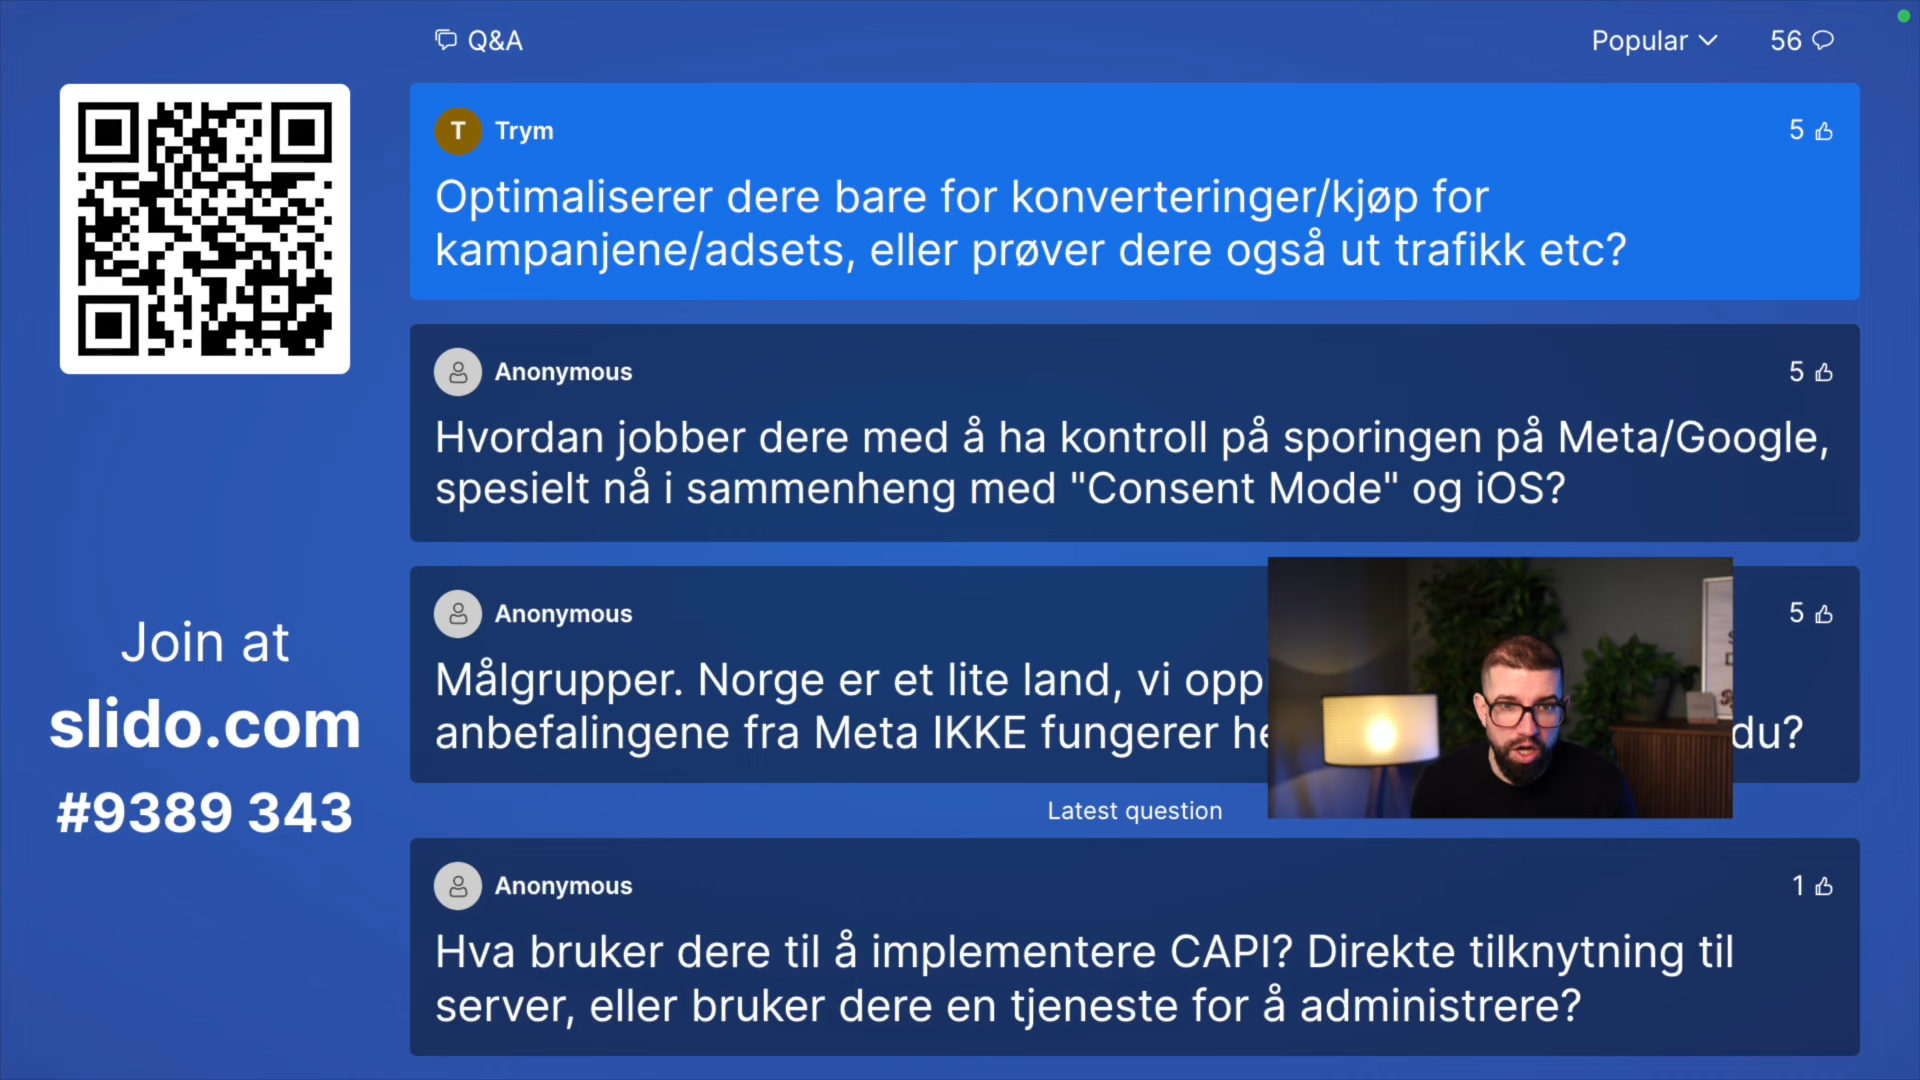 Q&A
Popular
56
Join at
slido.com
#9389 343
T Trym
5
Optimaliserer dere bare for konverteringer/kjøp for
kampanjene/adsets, eller prøver dere også ut trafikk etc?
Anonymous
5
Hvordan jobber dere med å ha kontroll på sporingen på Meta/Google,
spesielt nå i sammenheng med "Consent Mode" og iOS?
Anonymous
5
Målgrupper. Norge er et lite land, vi
anbefalingene fra Meta IKKE fungerer du?
Latest question
Anonymous
1
Hva bruker dere til å implementere CAPI? Direkte tilknytning til
server, eller bruker dere en tjeneste for å administrere?